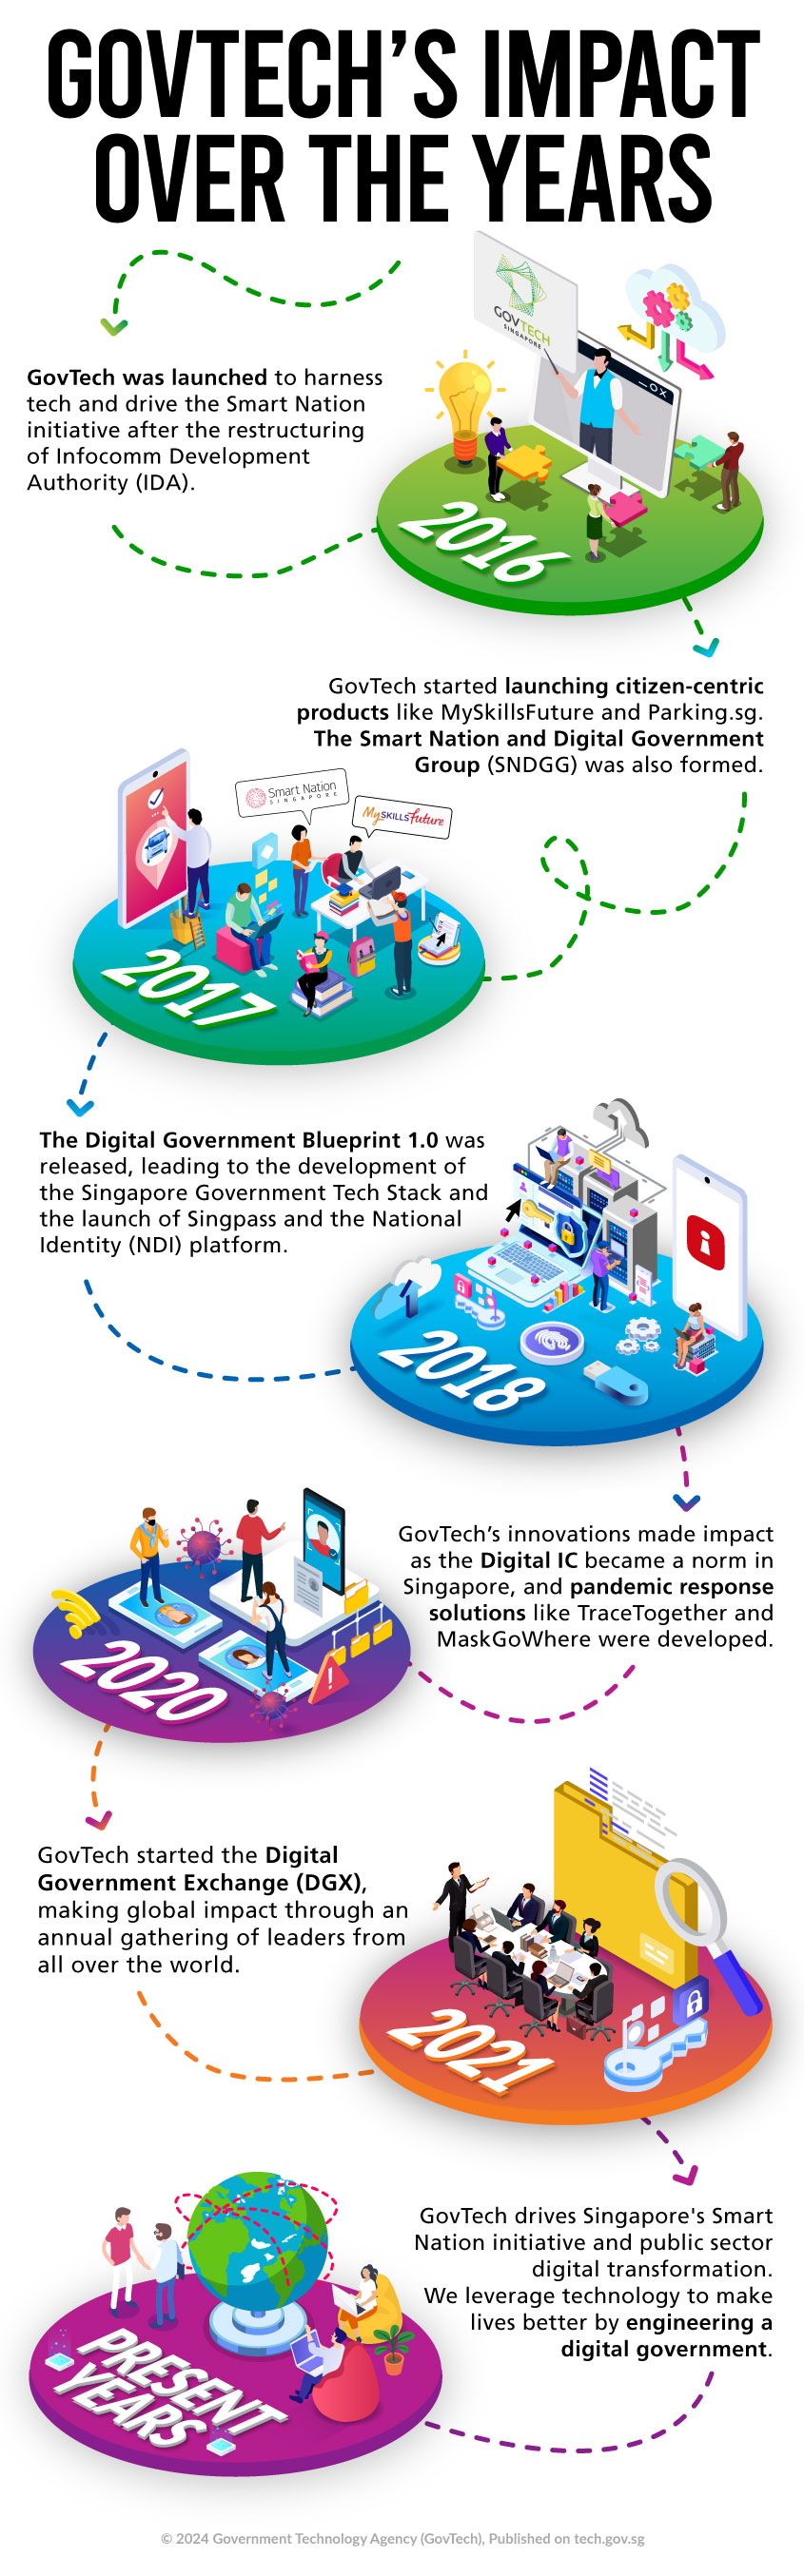 GOVTECH'S IMPACT
OVER THE YEARS
GOVTECH
SINGAPORE
GovTech was launched to harness
tech and drive the Smart Nation
initiative after the restructuring
of Infocomm Development
Authority (IDA).
2016
GovTech started launching citizen-centric
products like MySkillsFuture and Parking.sg.
The Smart Nation and Digital Government
Group (SNDGG) was also formed.
Smart Nation
SINGAPORE
MySKILLSfuture
2017
The Digital Government Blueprint 1.0 was
released, leading to the development of
the Singapore Government Tech Stack and
the launch of Singpass and the National
Identity (NDI) platform.
2018
GovTech's innovations made impact
as the Digital IC became a norm in
Singapore, and pandemic response
solutions like TraceTogether and
MaskGoWhere were developed.
2020
GovTech started the Digital
Government Exchange (DGX),
making global impact through an
annual gathering of leaders from
all over the world.
2021
GovTech drives Singapore's Smart
Nation initiative and public sector
digital transformation.
We leverage technology to make
lives better by engineering a
digital government.
PRESENT
YEARS
© 2024 Government Technology Agency (GovTech), Published on tech.gov.sg